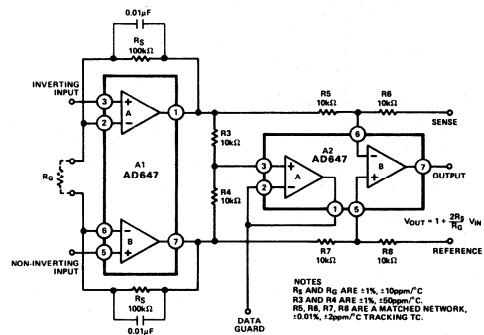 0.01µF
RS
100kΩ
INVERTING
INPUT
3
+
2
−
A
1
RG
A1
AD647
6
−
5
+
B
7
NON-INVERTING
INPUT
RS
100kΩ
0.01µF
R3
10kΩ
R4
10kΩ
R5
10kΩ
R6
10kΩ
SENSE
6
A2
AD647
3
+
2
−
A
−
+
B
7
OUTPUT
1
5
VOUT = 1 + 2RS/RG VIN
R7
10kΩ
R8
10kΩ
REFERENCE
DATA
GUARD
NOTES
RS AND RG ARE ±1%, ±10ppm/°C.
R3 AND R4 ARE ±1%, ±50ppm/°C.
R5, R6, R7, R8 ARE A MATCHED NETWORK,
±0.01%, ±2ppm/°C TRACKING TC.